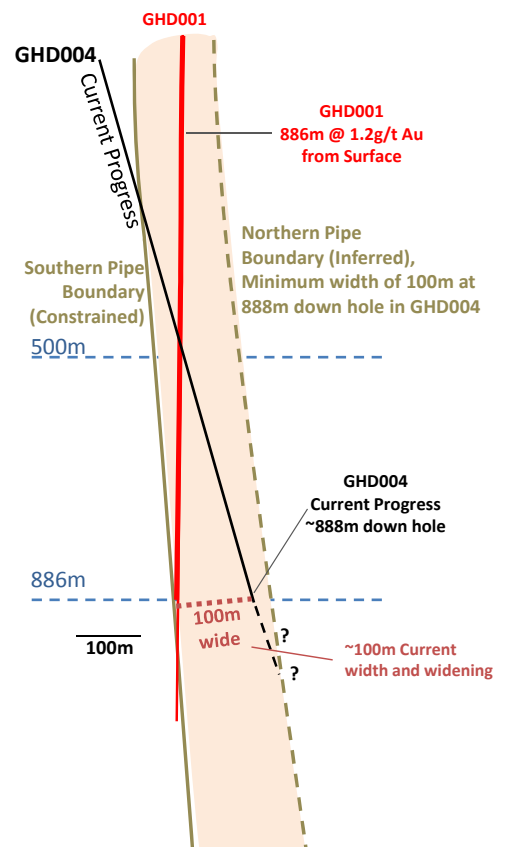 GHD001
GHD004
Current Progress
GHD001
886m @ 1.2g/t Au
from Surface
Northern Pipe
Boundary (Inferred),
Minimum width of 100m at
888m down hole in GHD004
Southern Pipe
Boundary
(Constrained)
500m
GHD004
Current Progress
~888m down hole
886m
100m
wide
100m
?
?
~100m Current
width and widening